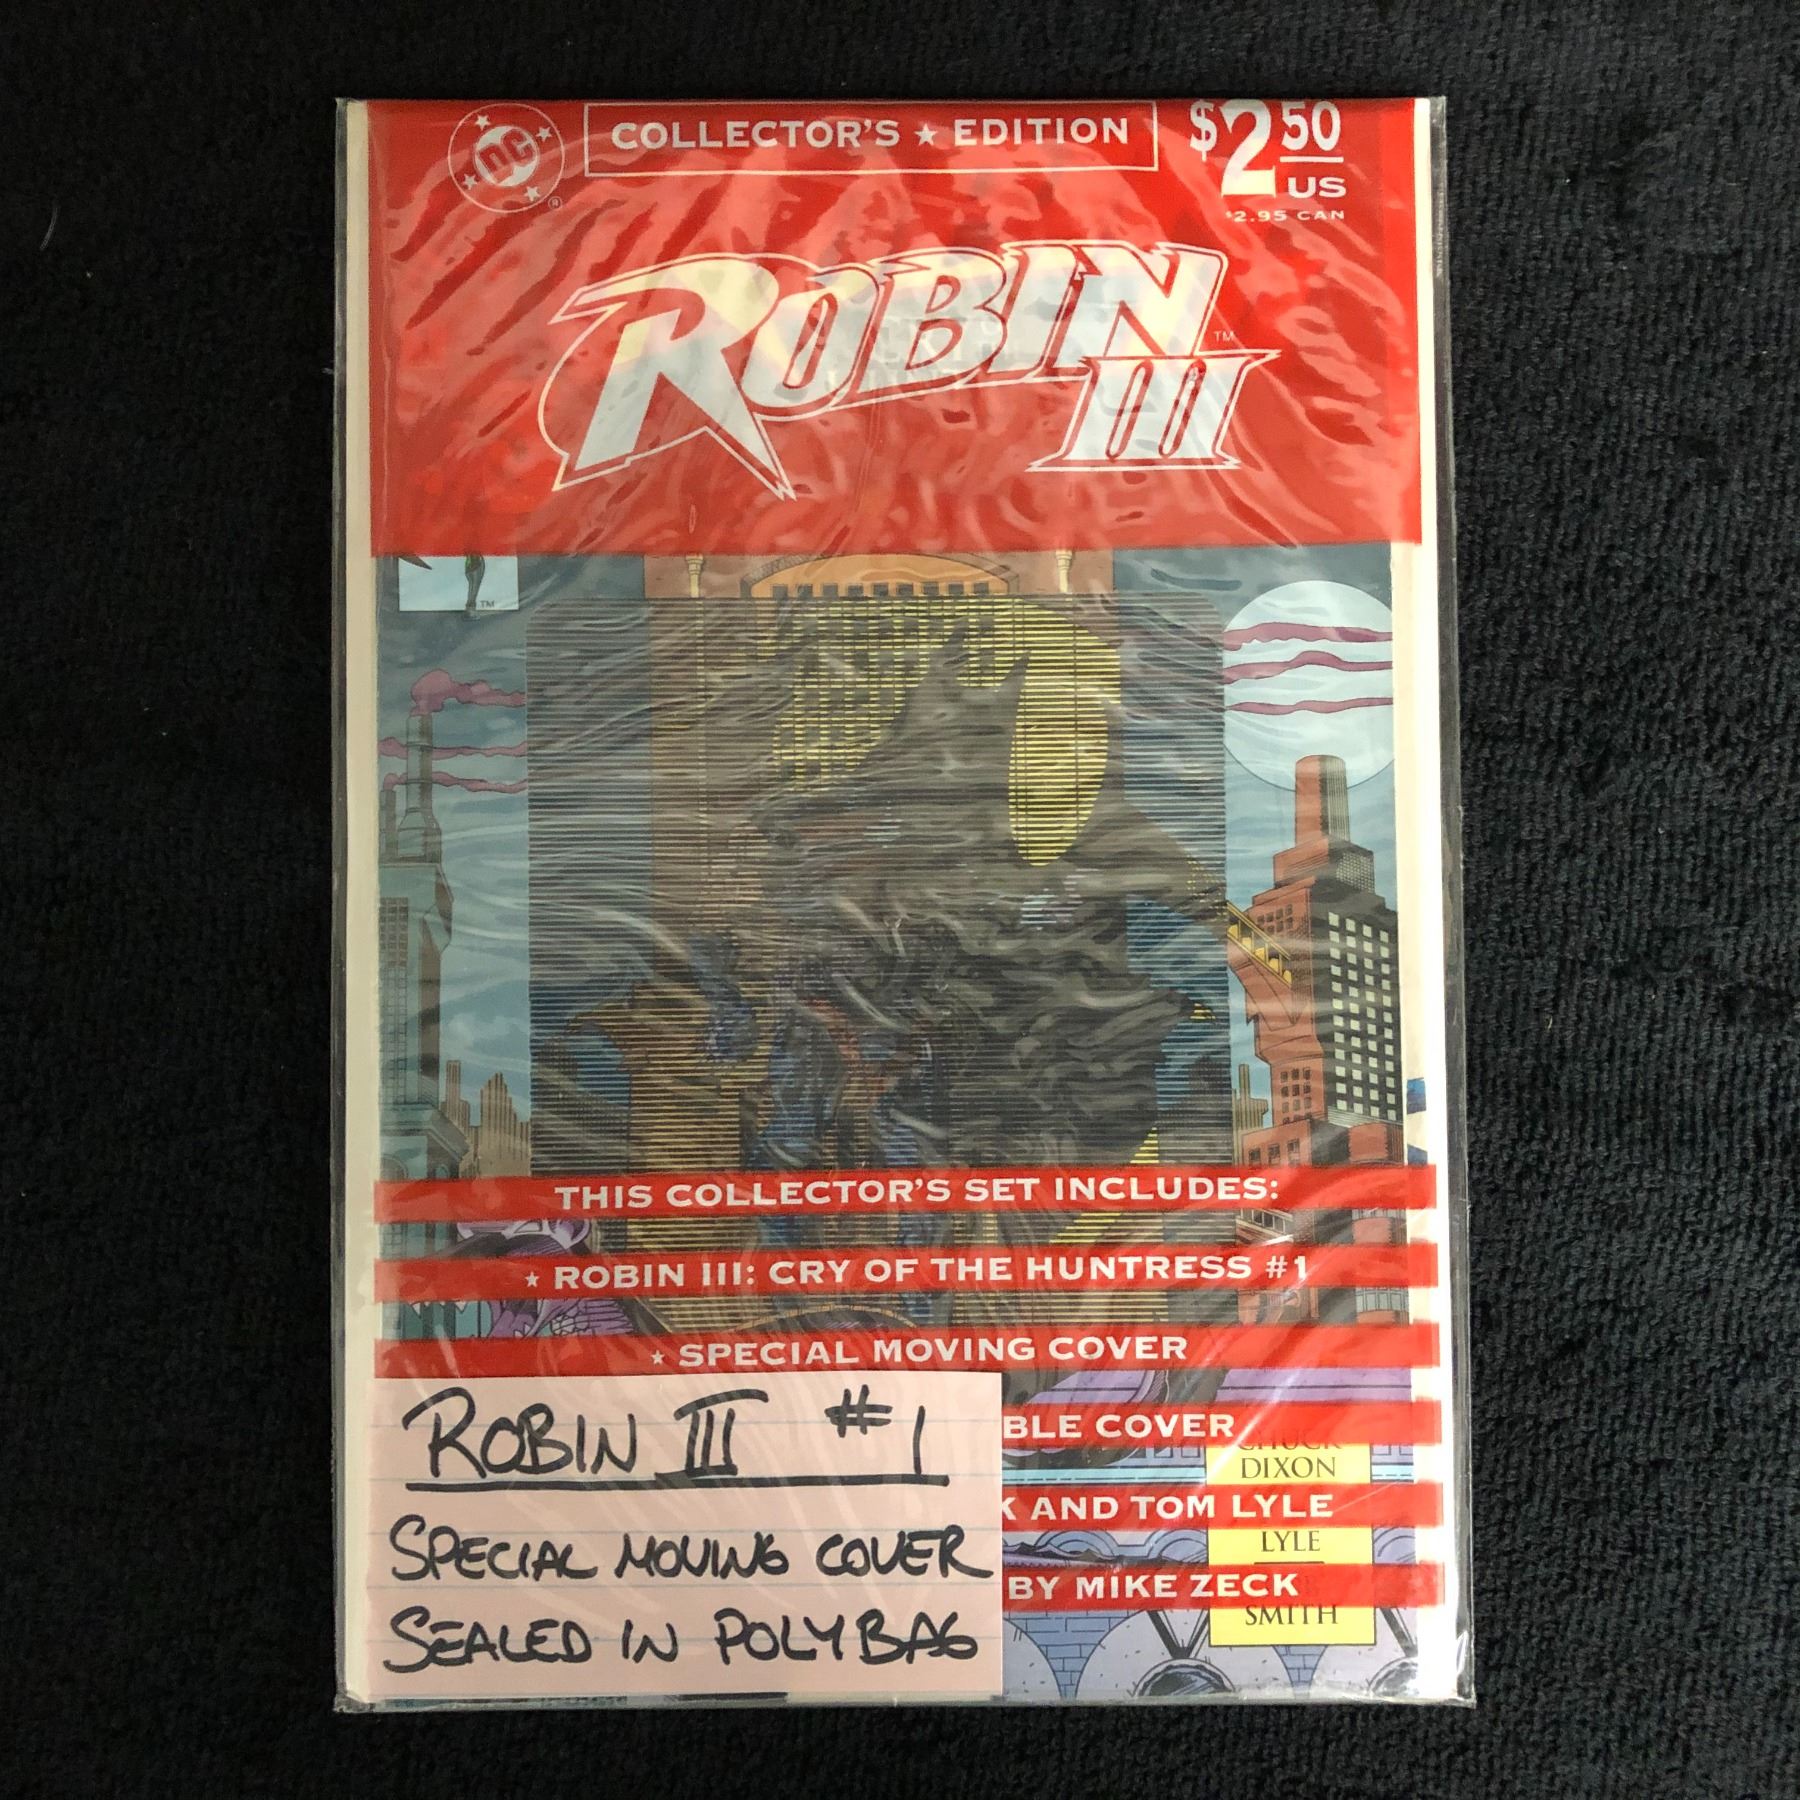 DC
®
COLLECTOR'S ★ EDITION
$2.50
US
$2.95 CAN
ROBIN
III
TM
TM
THIS COLLECTOR'S SET INCLUDES:
★ ROBIN III: CRY OF THE HUNTRESS #1
★ SPECIAL MOVING COVER
BLE COVER
CHUCK
DIXON
K AND TOM LYLE
LYLE
BY MIKE ZECK
SMITH
ROBIN III #1
SPECIAL MOVING COVER
SEALED IN POLYBAG